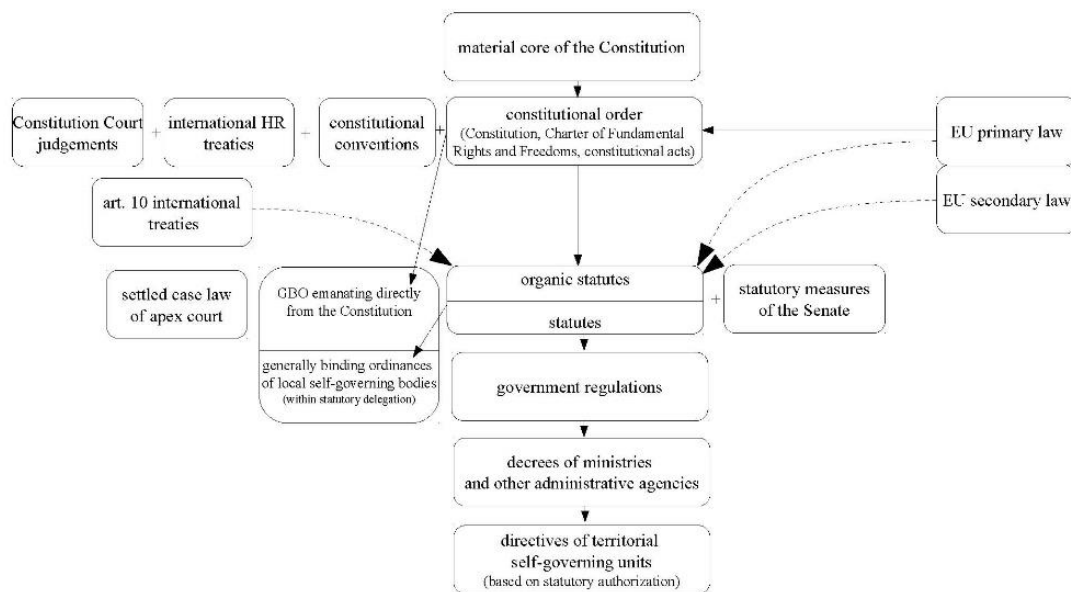 material core of the Constitution
Constitution Court
judgements
+
international HR
treaties
+
constitutional
conventions
+
constitutional order
(Constitution, Charter of Fundamental
Rights and Freedoms, constitutional acts)
EU primary law
art. 10 international
treaties
EU secondary law
settled case law
of apex court
GBO emanating directly
from the Constitution
generally binding ordinances
of local self-governing bodies
(within statutory delegation)
organic statutes
statutes
+
statutory measures
of the Senate
government regulations
decrees of ministries
and other administrative agencies
directives of territorial
self-governing units
(based on statutory authorization)